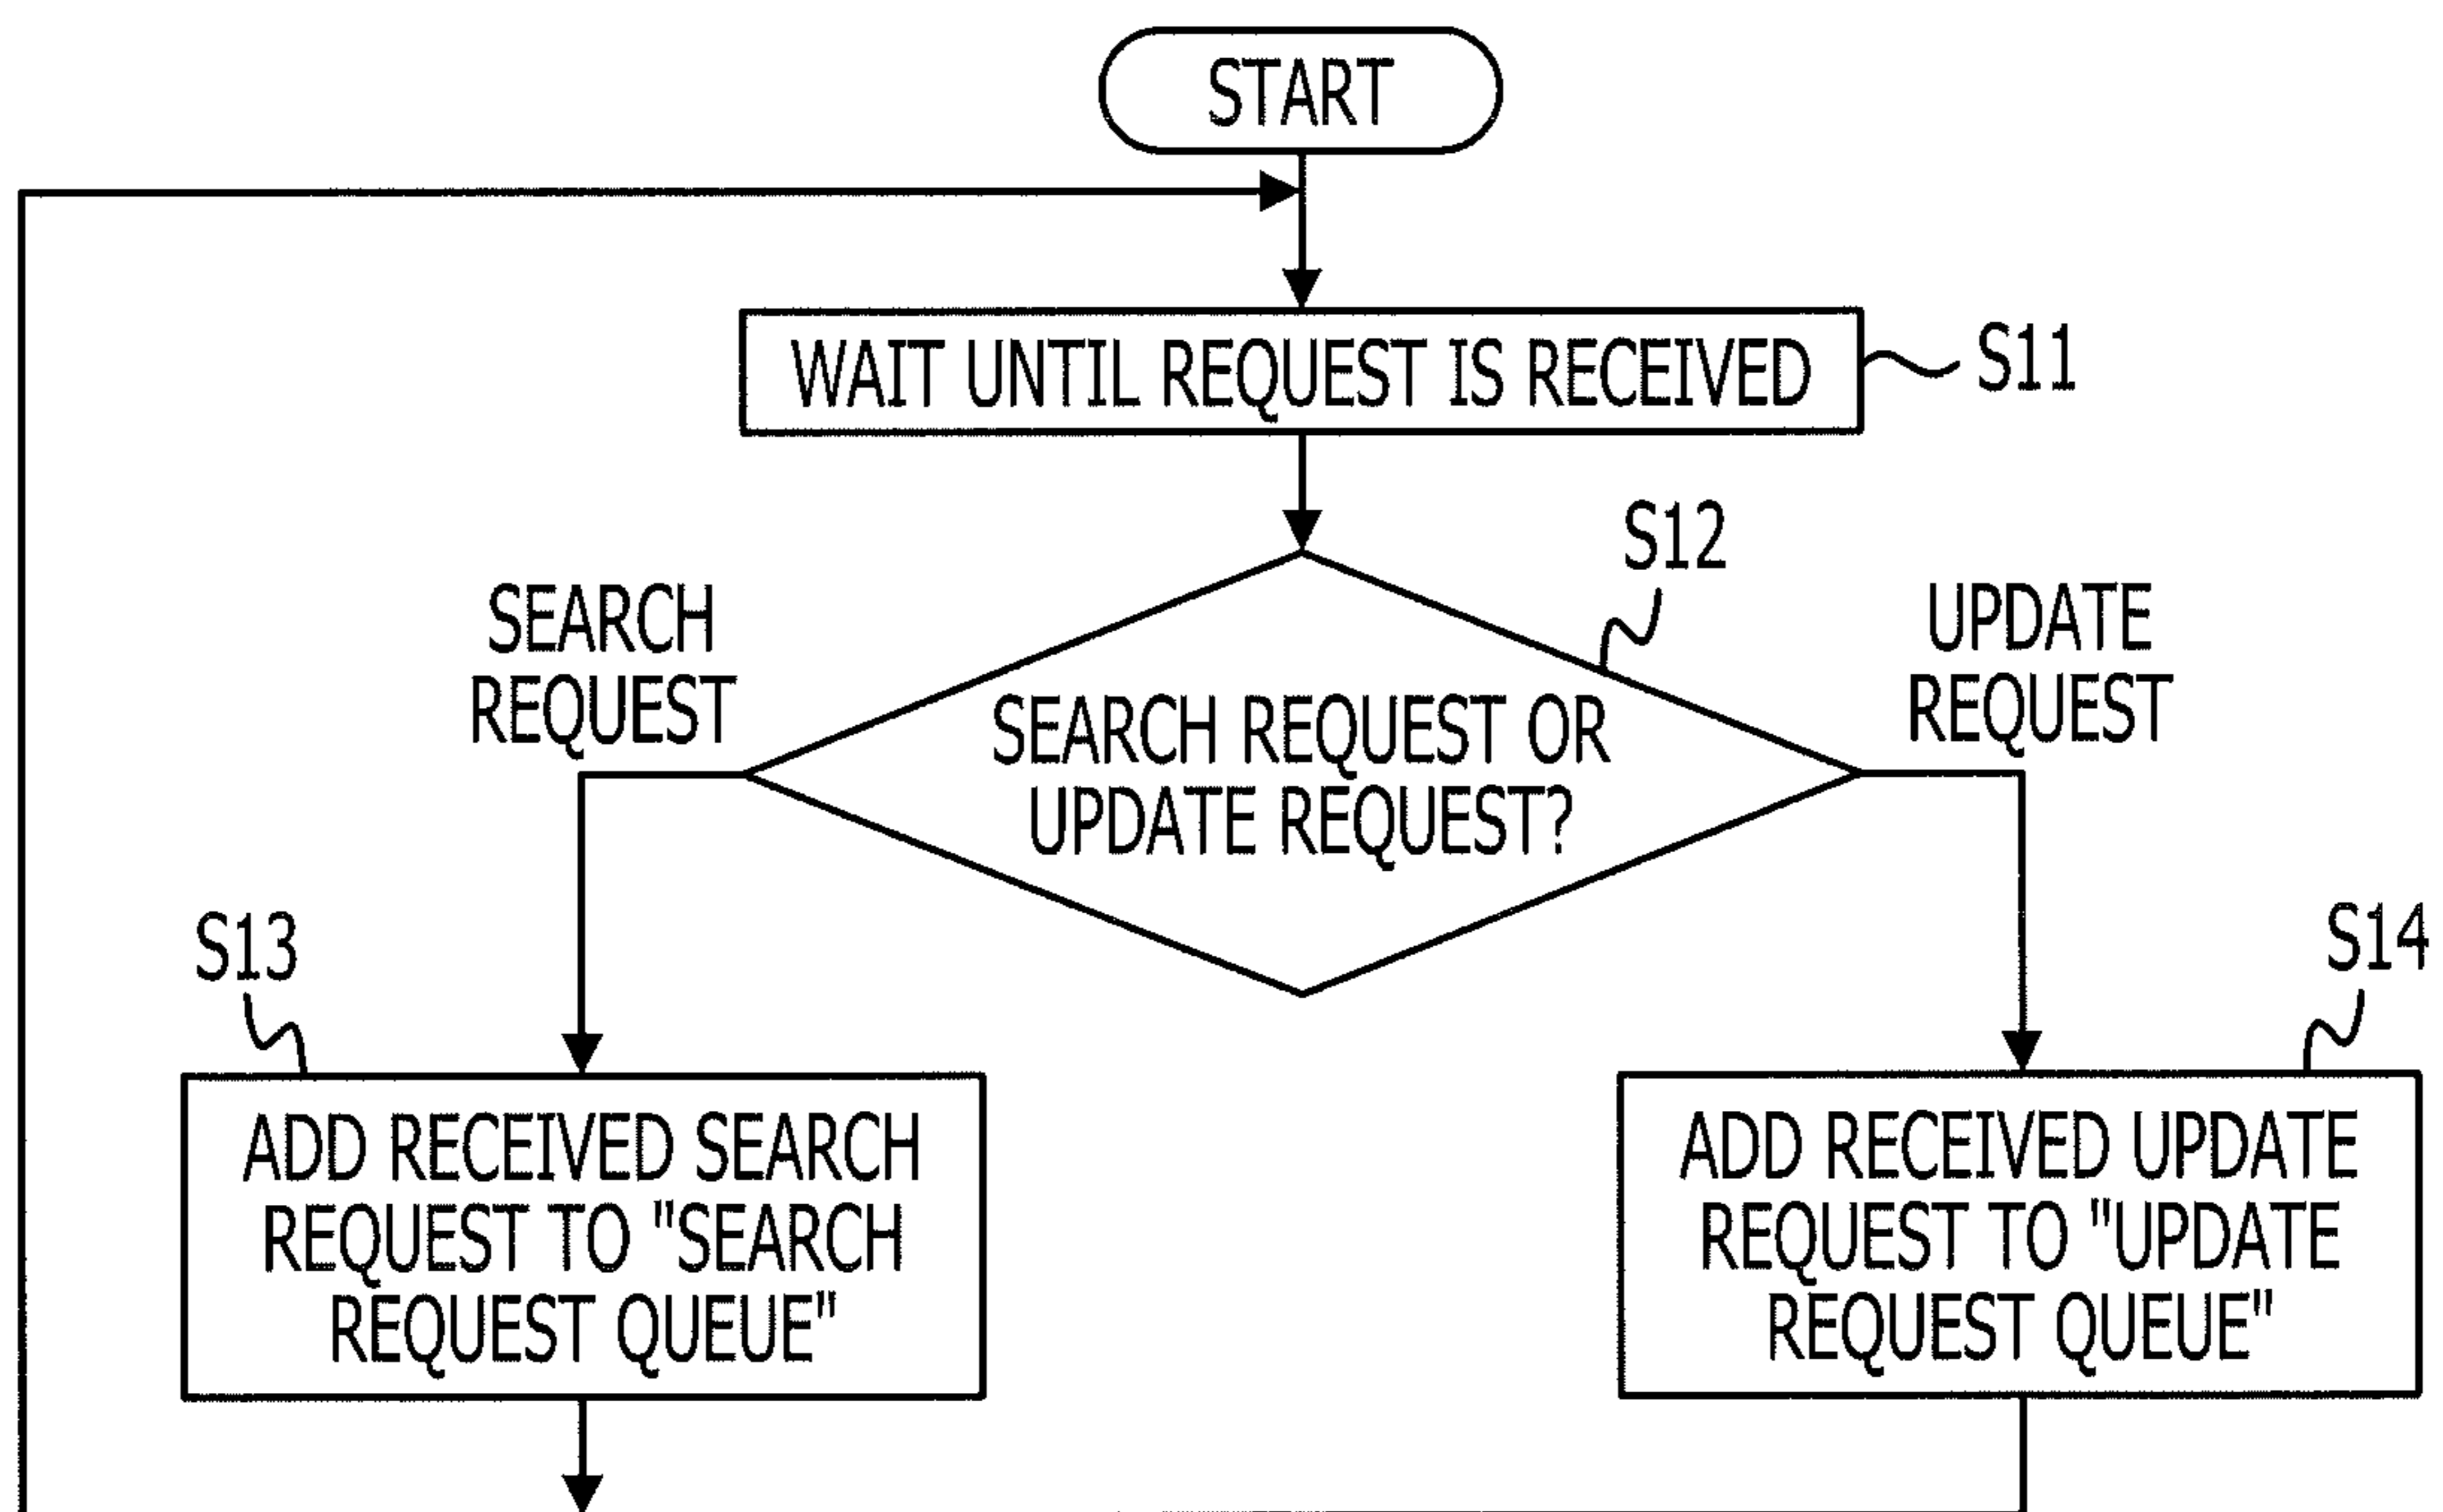 START
WAIT UNTIL REQUEST IS RECEIVED
S11
S12
SEARCH
REQUEST
UPDATE
REQUEST
SEARCH REQUEST OR
UPDATE REQUEST?
S13
S14
ADD RECEIVED SEARCH
REQUEST TO "SEARCH
REQUEST QUEUE"
ADD RECEIVED UPDATE
REQUEST TO "UPDATE
REQUEST QUEUE"